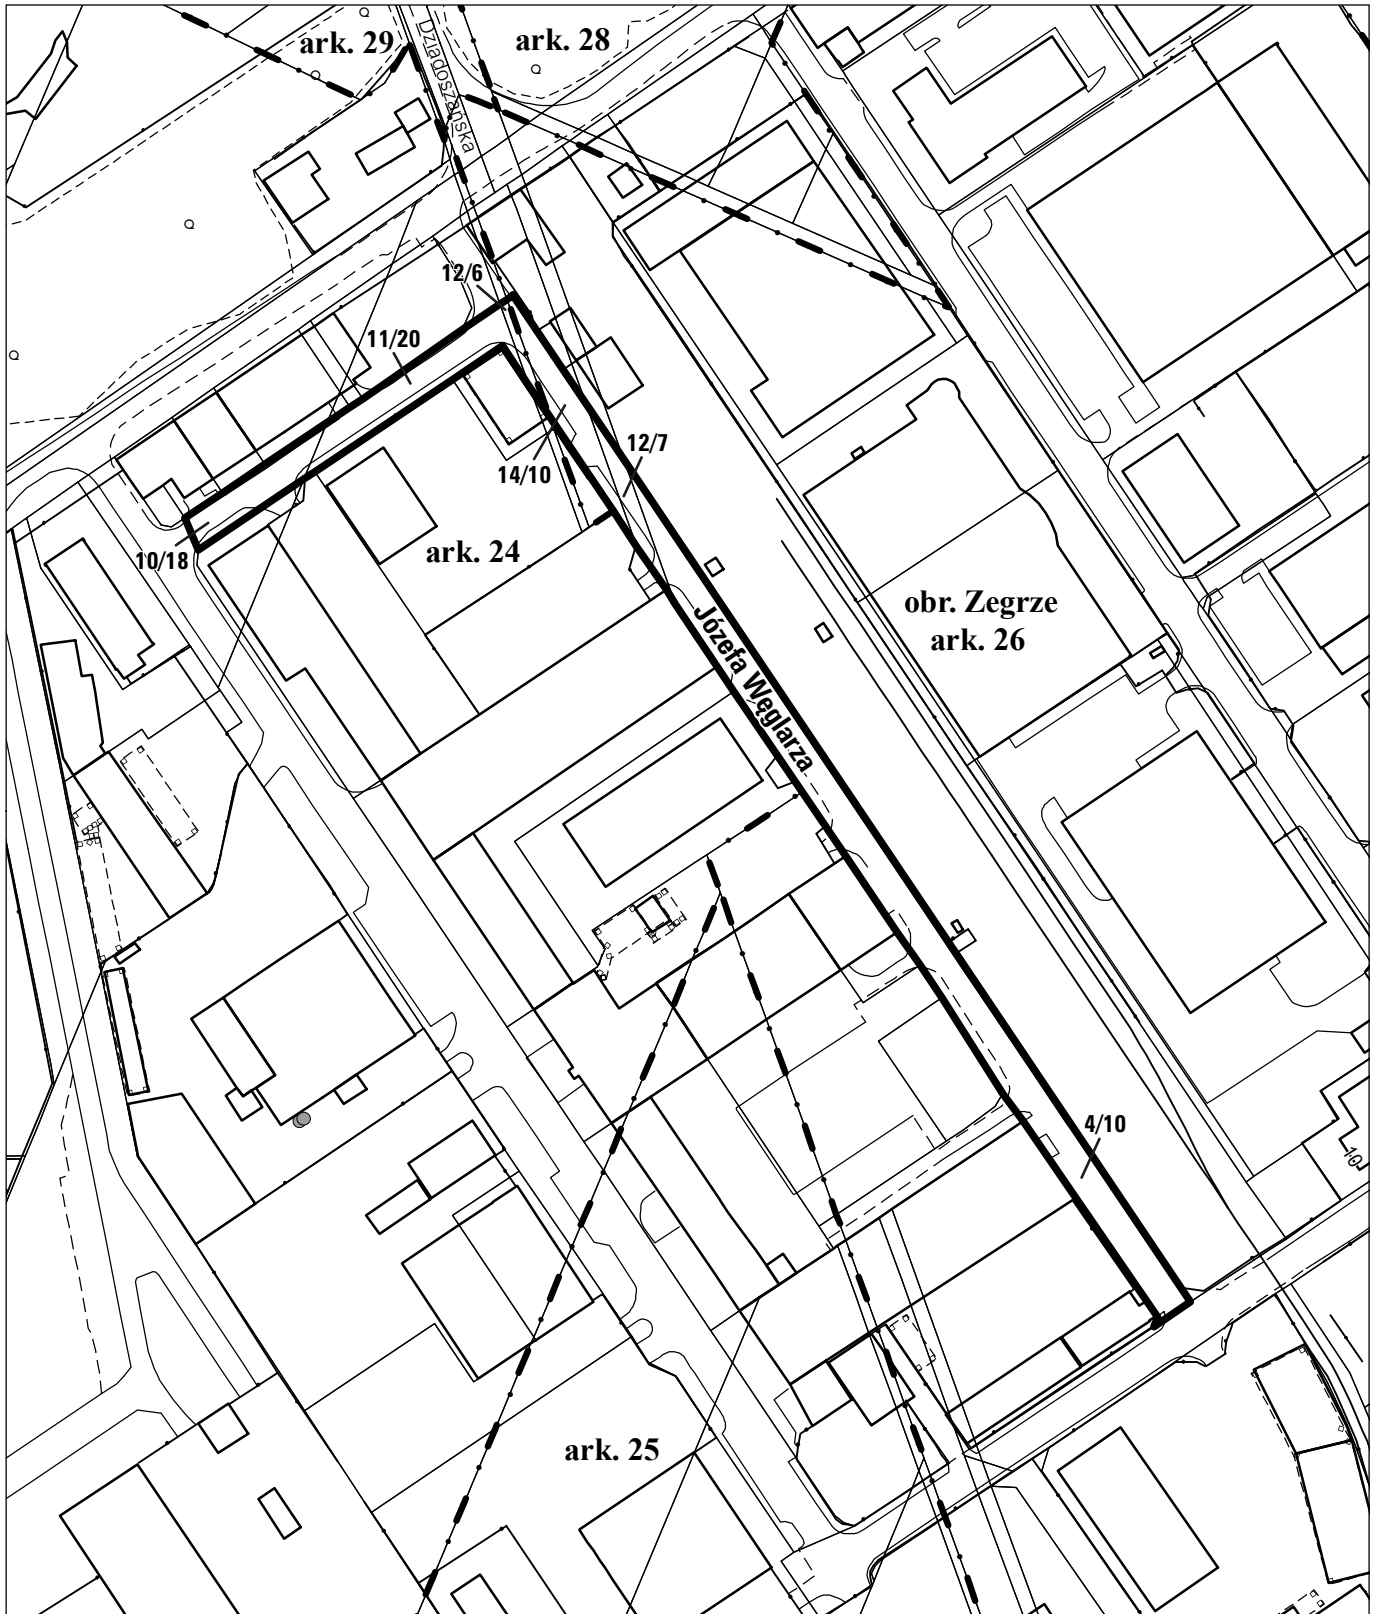 ark. 29
ark. 28
Dziadoszańska
12/6
11/20
12/7
14/10
10/18
ark. 24
obr. Zegrze
ark. 26
Józefa Węglarza
4/10
10
ark. 25